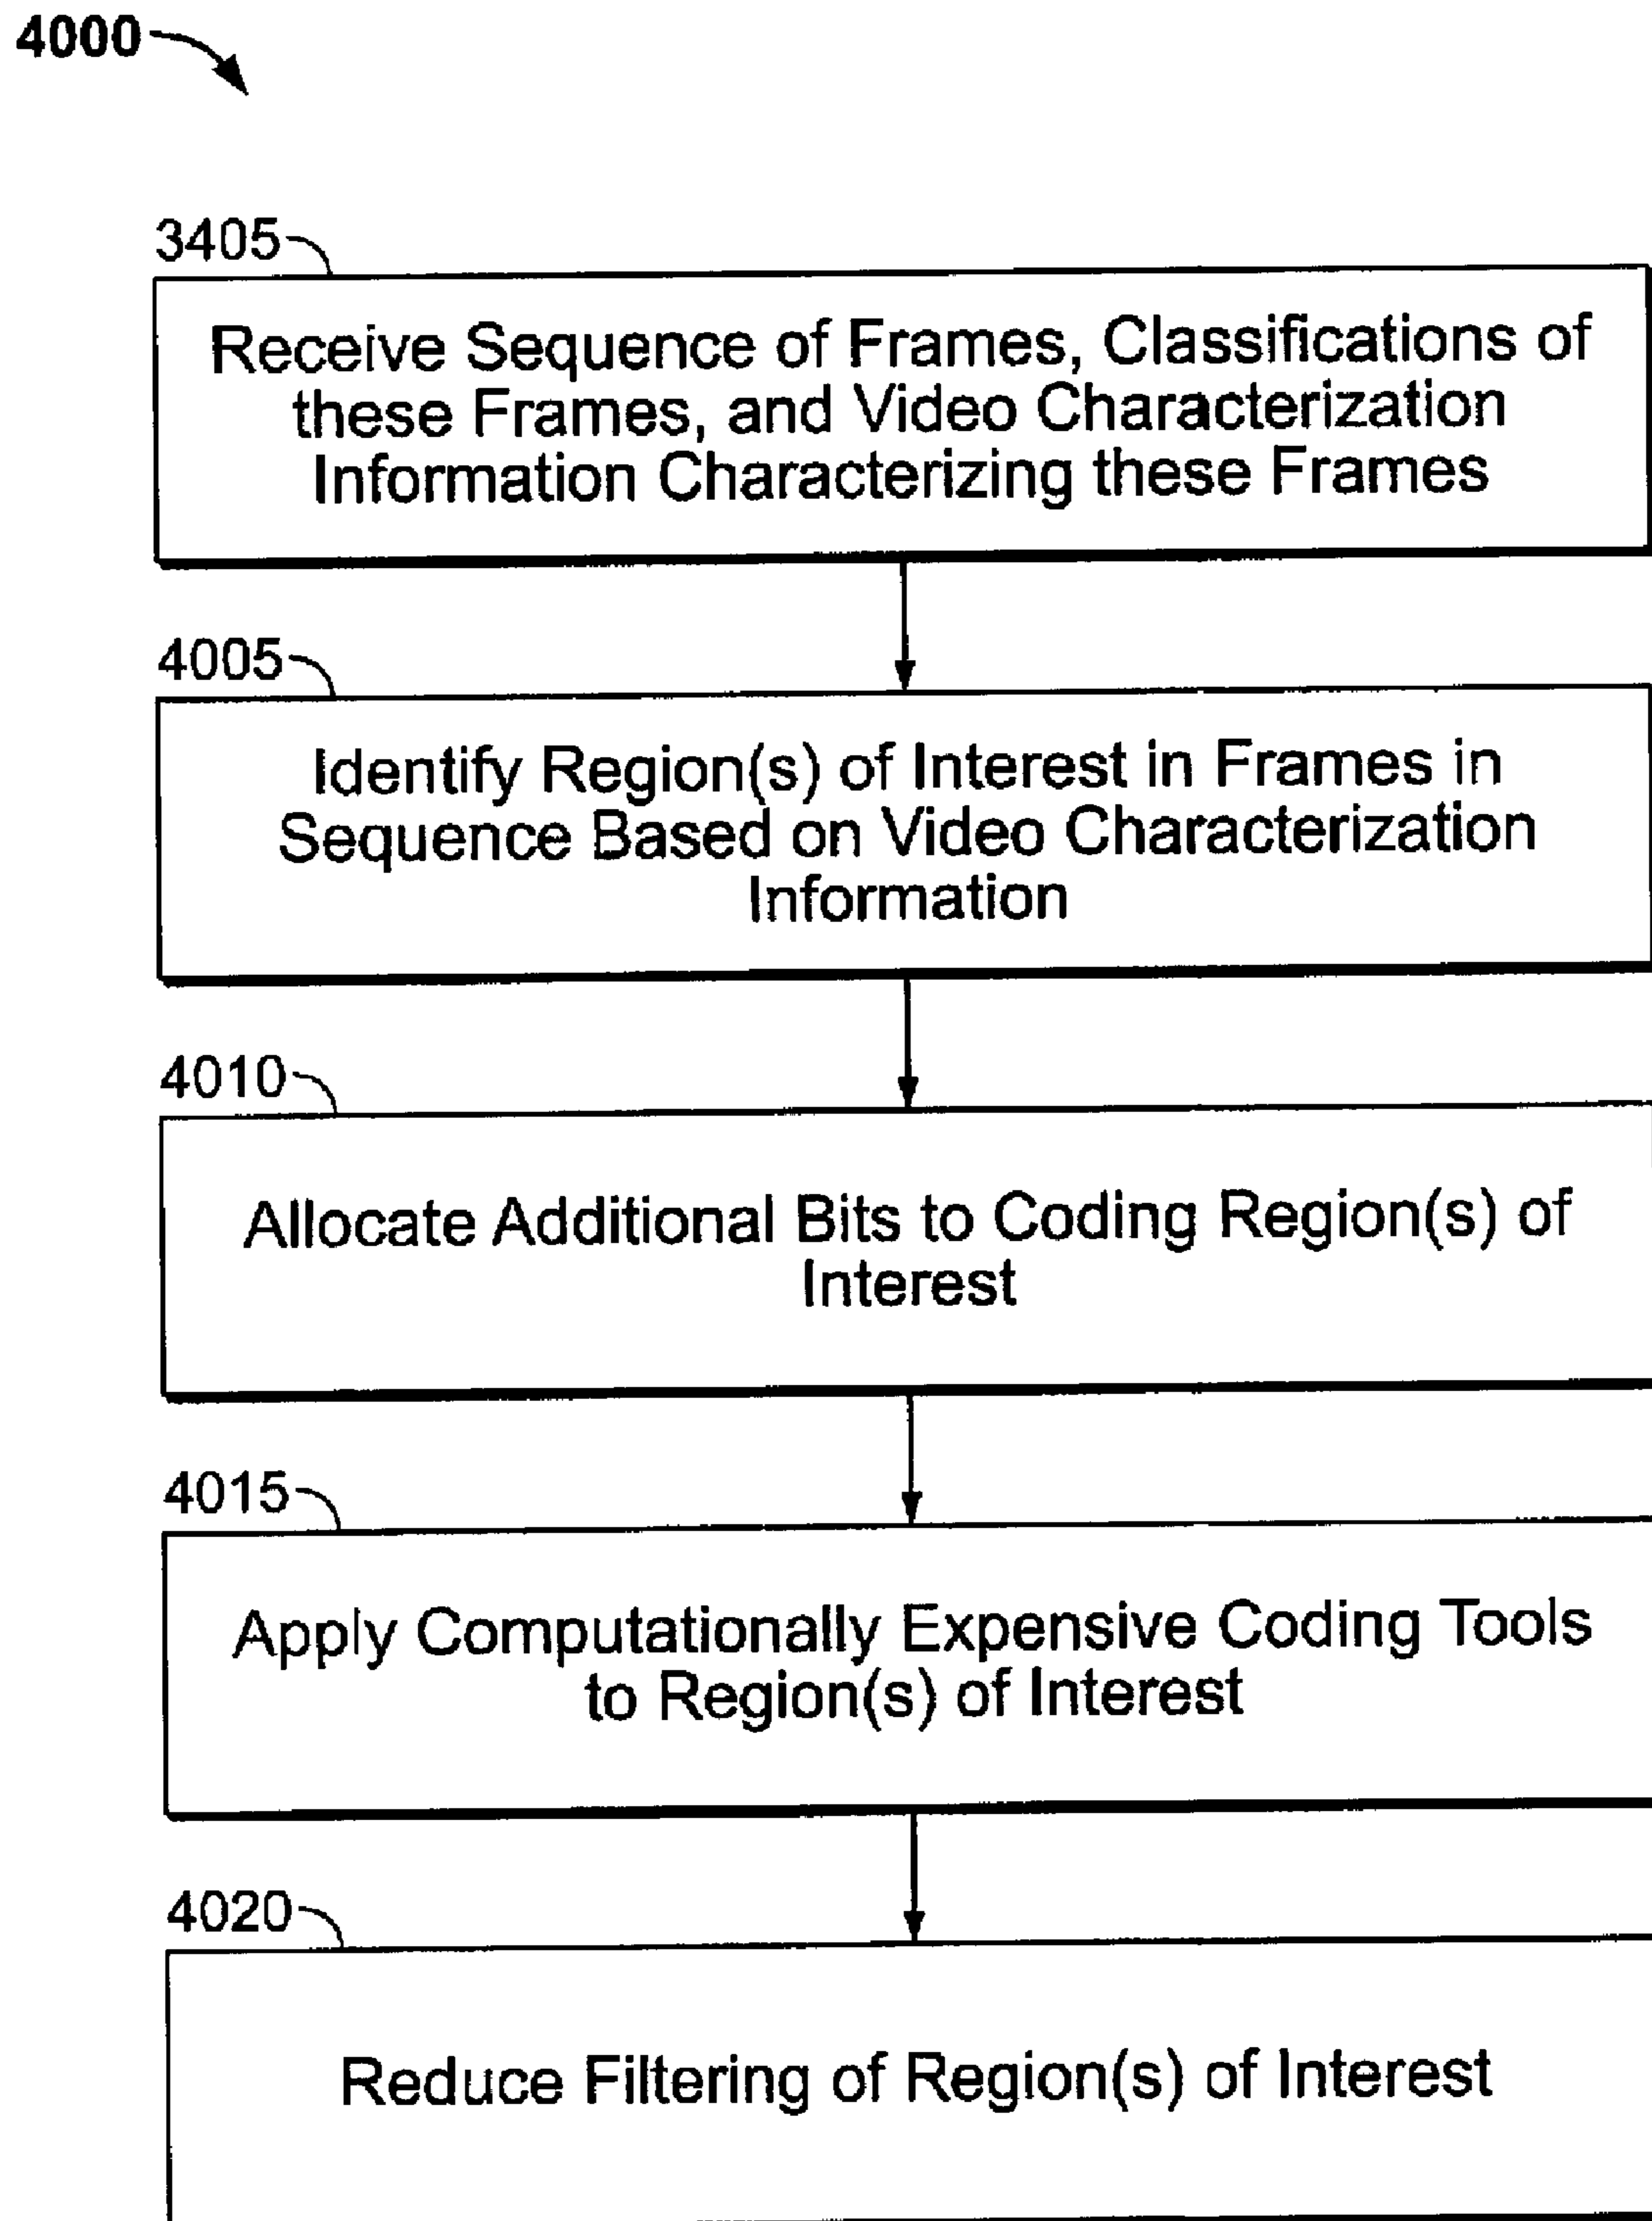 4000
3405
Receive Sequence of Frames, Classifications of
these Frames, and Video Characterization
Information Characterizing these Frames
4005
Identify Region(s) of Interest in Frames in
Sequence Based on Video Characterization
Information
4010
Allocate Additional Bits to Coding Region(s) of
Interest
4015
Apply Computationally Expensive Coding Tools
to Region(s) of Interest
4020
Reduce Filtering of Region(s) of Interest